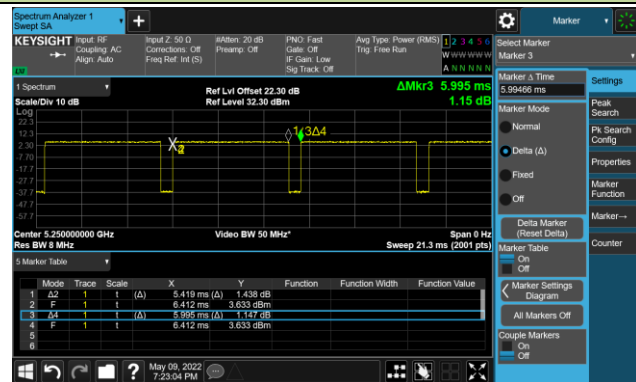 Spectrum Analyzer 1
Swept SA
Marker
KEYSIGHT
Input: RF
Coupling: AC
Align: Auto
Input Z: 50 Ω
Corrections: Off
Freq Ref: Int (S)
#Atten: 20 dB
Preamp: Off
PNO: Fast
Gate: Off
IF Gain: Low
Sig Track: Off
Avg Type: Power (RMS)
Trig: Free Run
1 2 3 4 5 6
W W W W W W
A N N N N N
LW
Select Marker
Marker 3
1 Spectrum
Scale/Div 10 dB
Ref Lvl Offset 22.30 dB
Ref Level 32.30 dBm
ΔMkr3 5.995 ms
1.15 dB
Log
22.3
12.3
2.30
-7.70
-17.7
-27.7
-37.7
-47.7
-57.7
Center 5.250000000 GHz
Res BW 8 MHz
Video BW 50 MHz*
Span 0 Hz
Sweep 21.3 ms (2001 pts)
5 Marker Table
Mode Trace Scale X Y Function Function Width Function Value
1 Δ2 1 t (Δ) 5.419 ms (Δ) 1.438 dB
2 F 1 t 6.412 ms 3.633 dBm
3 Δ4 1 t (Δ) 5.995 ms (Δ) 1.147 dB
4 F 1 t 6.412 ms 3.633 dBm
5
6
Marker Δ Time
5.99466 ms
Marker Mode
Normal
Delta (Δ)
Fixed
Off
Delta Marker
(Reset Delta)
Marker Table
On
Off
Marker Settings
Diagram
All Markers Off
Couple Markers
On
Off
Settings
Peak
Search
Pk Search
Config
Properties
Marker
Function
Marker→
Counter
May 09, 2022
7:23:04 PM